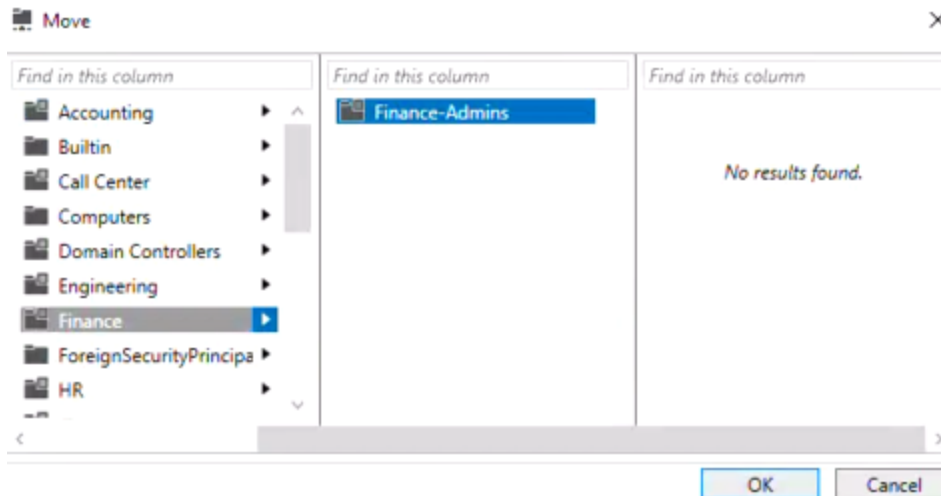 Move
Find in this column
Accounting
Builtin
Call Center
Computers
Domain Controllers
Engineering
Finance
ForeignSecurityPrincipa
HR
Find in this column
Finance-Admins
Find in this column
No results found.
OK
Cancel